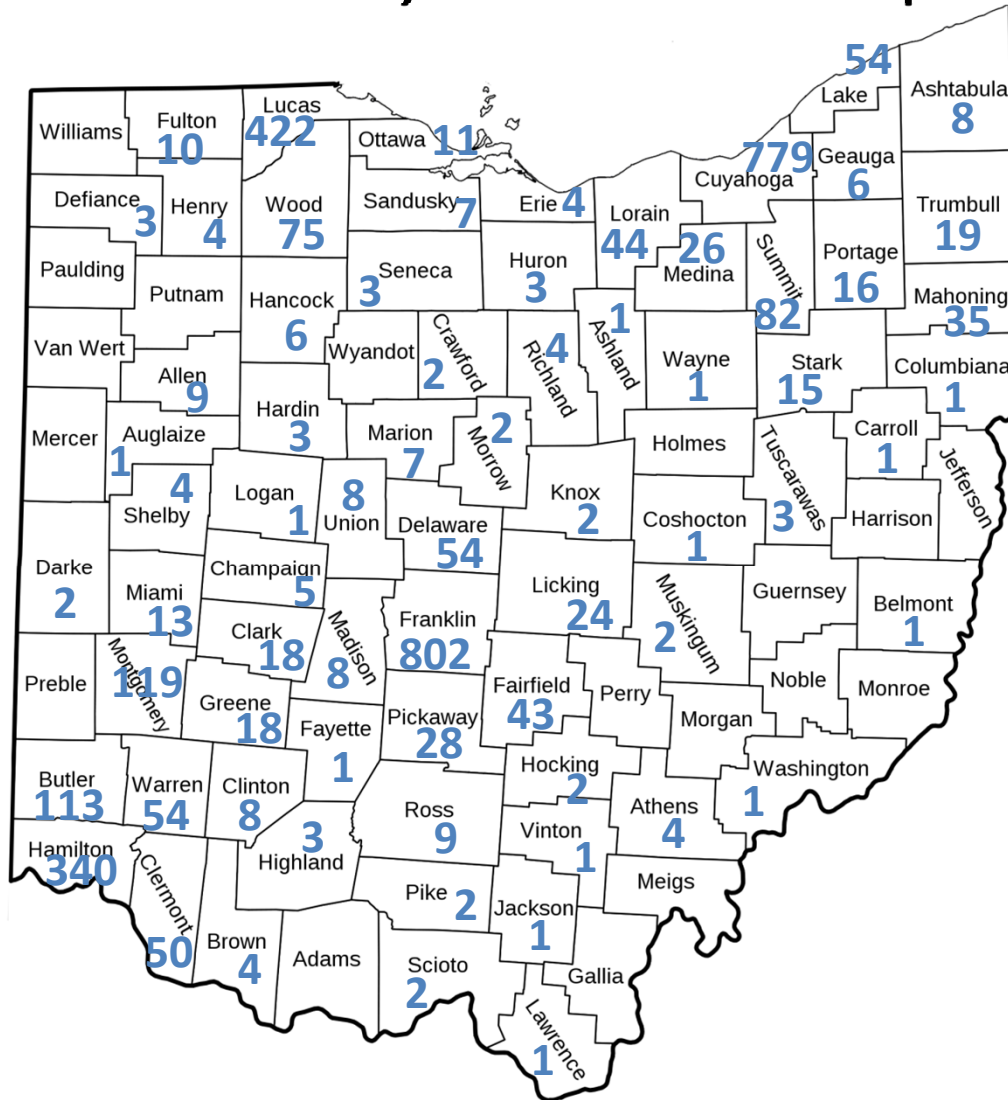 54
Lake
Ashtabula
8
Williams
Fulton
10
Lucas
422
Ottawa
11
779
Cuyahoga
Geauga
6
Defiance
3
Henry
4
Wood
75
Sandusky
7
Erie
4
Lorain
44
26
Medina
Summit
82
Portage
16
Trumbull
19
Paulding
Putnam
Hancock
6
Seneca
3
Huron
3
Mahoning
35
Van Wert
Allen
9
Wyandot
Crawford
2
4
Richland
1
Ashland
Wayne
1
Stark
15
Columbiana
1
Mercer
Auglaize
1
Hardin
3
Marion
7
2
Morrow
Holmes
Tuscarawas
3
Carroll
1
Jefferson
4
Shelby
Logan
1
8
Union
Delaware
54
Knox
2
Coshocton
1
Harrison
Darke
2
Miami
13
Champaign
5
Licking
24
Muskingum
2
Guernsey
Belmont
1
Clark
18
Madison
8
Franklin
802
Preble
Montgomery
119
Greene
18
Fayette
1
Pickaway
28
Fairfield
43
Perry
Morgan
Noble
Monroe
Butler
113
Warren
54
Clinton
8
Ross
9
Hocking
2
Athens
4
Washington
1
Hamilton
340
Clermont
50
3
Highland
Vinton
1
Meigs
Brown
4
Adams
Pike
2
Jackson
1
Scioto
2
Gallia
Lawrence
1